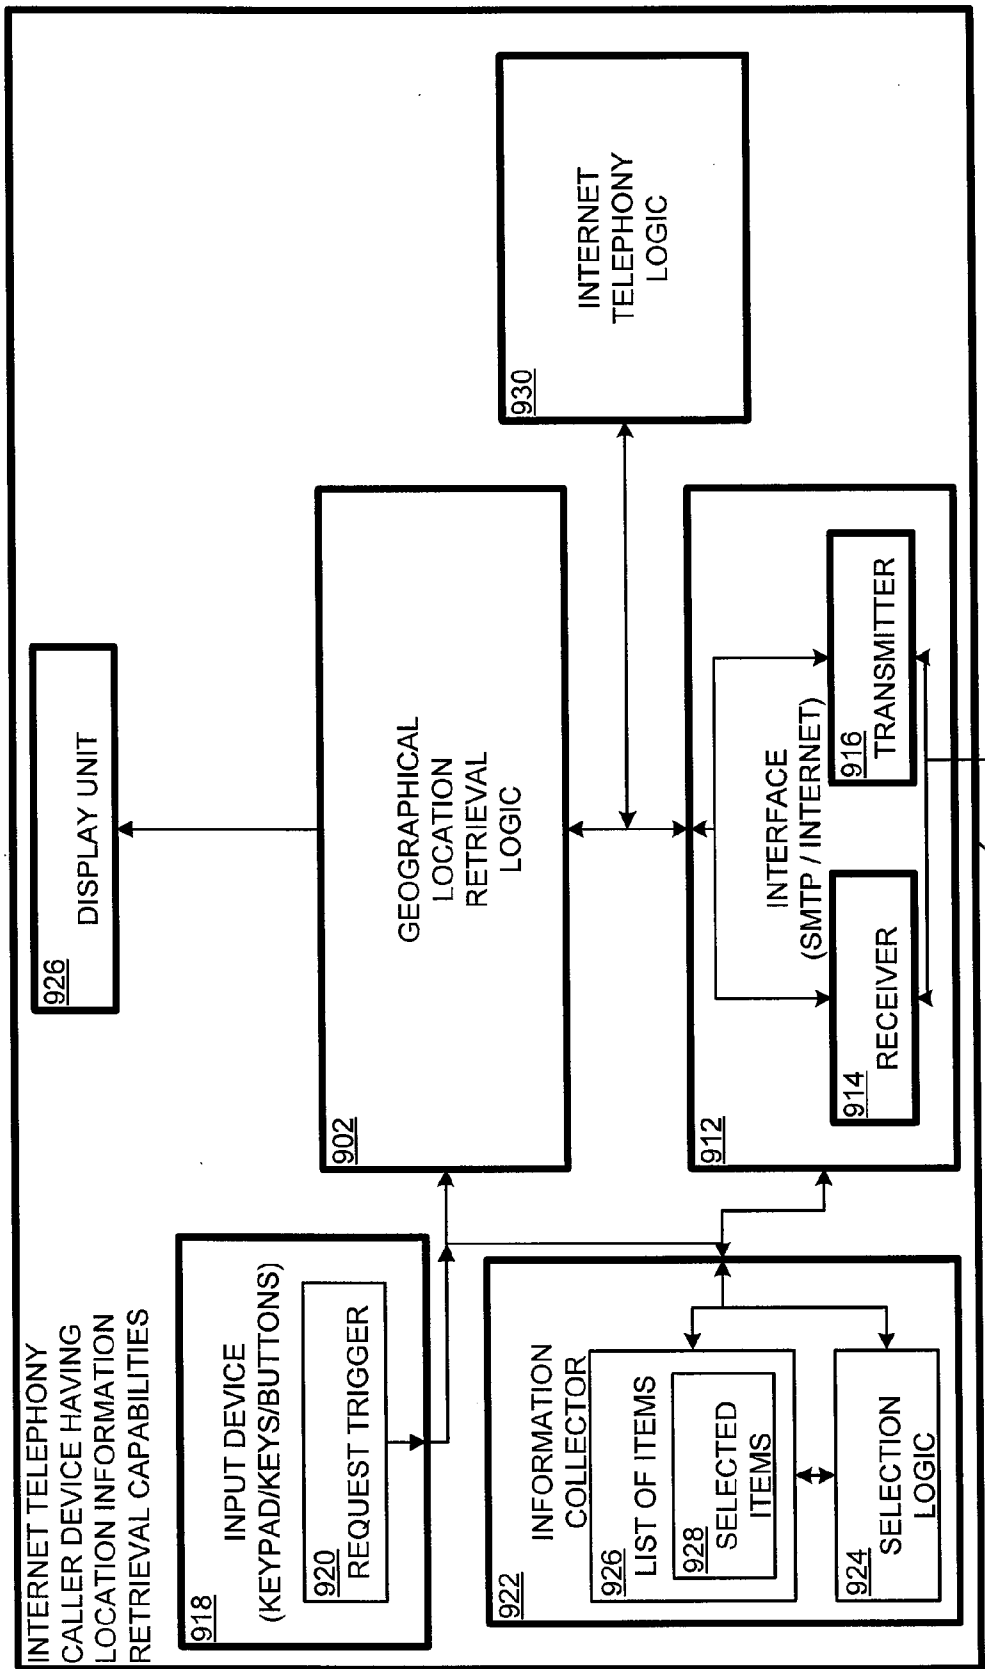 INTERNET TELEPHONY
CALLER DEVICE HAVING
LOCATION INFORMATION
RETRIEVAL CAPABILITIES
918
INPUT DEVICE
(KEYPAD/KEYS/BUTTONS)
920
REQUEST TRIGGER
922
INFORMATION
COLLECTOR
926
LIST OF ITEMS
928
SELECTED
ITEMS
924
SELECTION
LOGIC
926
DISPLAY UNIT
902
GEOGRAPHICAL
LOCATION
RETRIEVAL
LOGIC
912
INTERFACE
(SMTP / INTERNET)
914
RECEIVER
916
TRANSMITTER
930
INTERNET
TELEPHONY
LOGIC